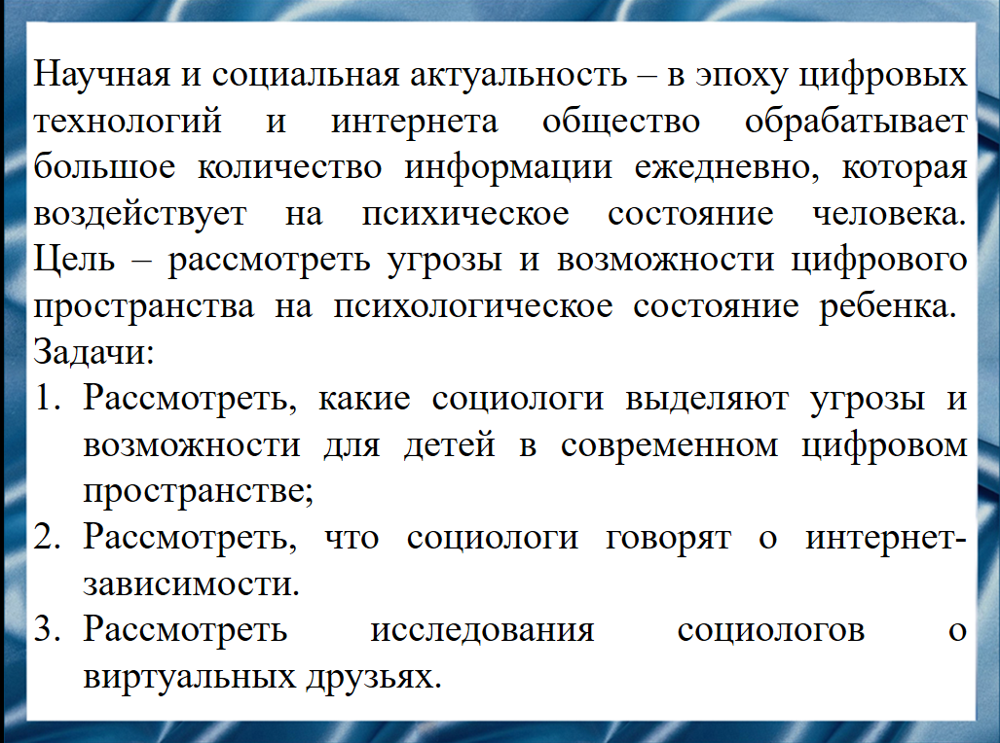 Научная и социальная актуальность – в эпоху цифровых
технологий и интернета общество обрабатывает
большое количество информации ежедневно, которая
воздействует на психическое состояние человека.
Цель – рассмотреть угрозы и возможности цифрового
пространства на психологическое состояние ребенка.
Задачи:
1. Рассмотреть, какие социологи выделяют угрозы и
возможности для детей в современном цифровом
пространстве;
2. Рассмотреть, что социологи говорят о интернет-
зависимости.
3. Рассмотреть исследования социологов о
виртуальных друзьях.